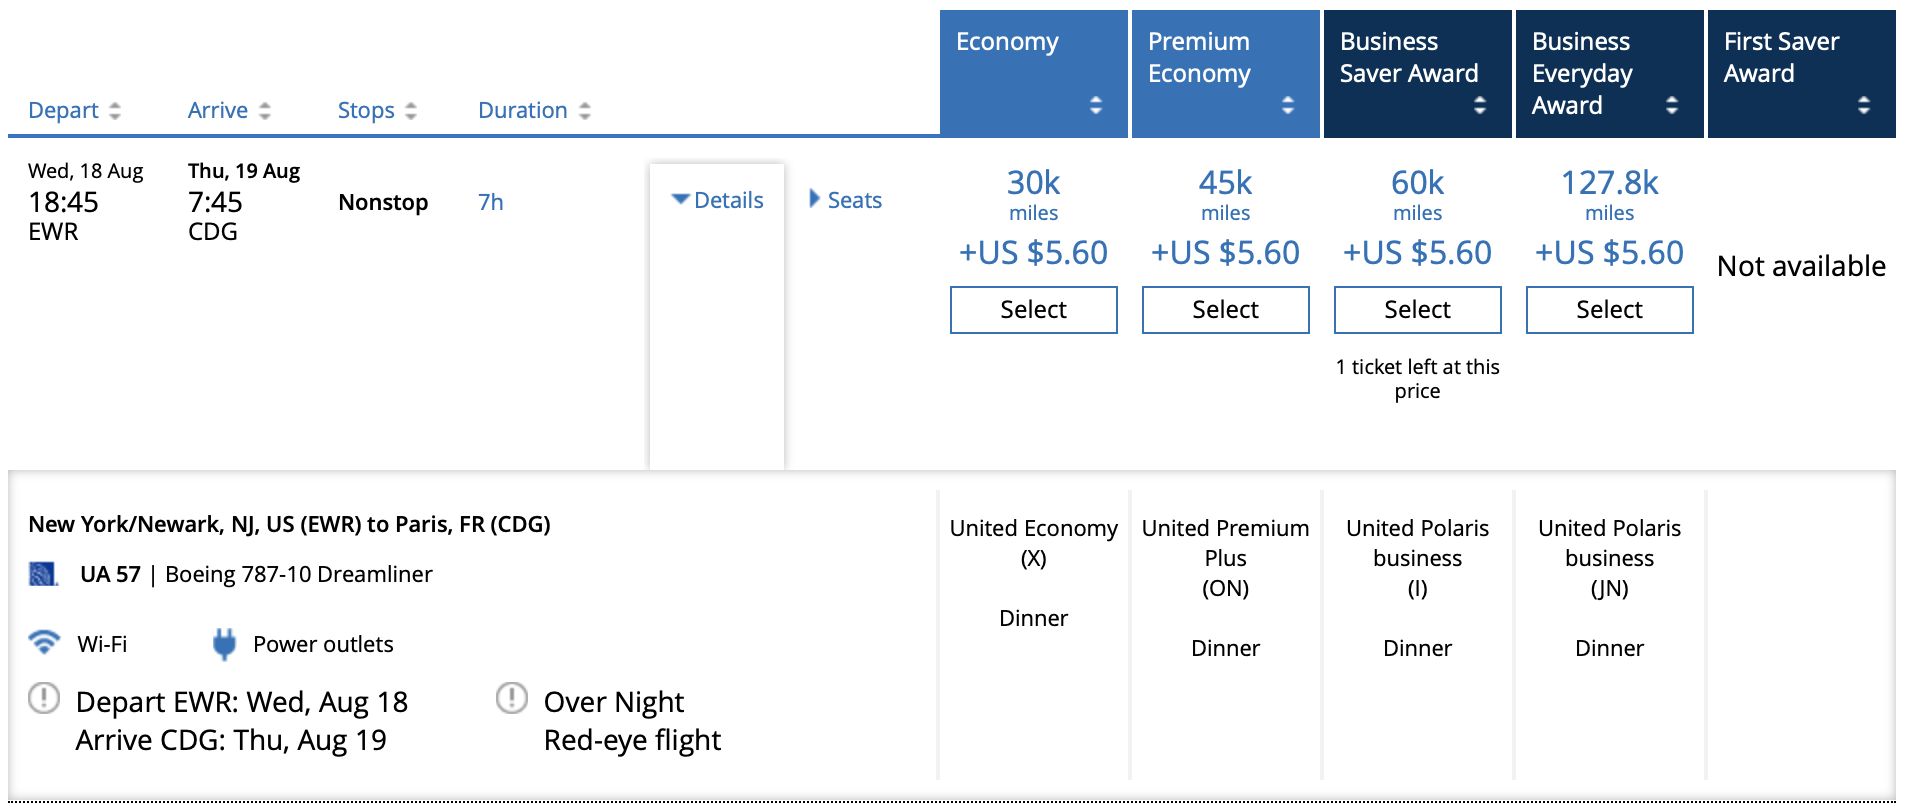 Depart Arrive Stops Duration
Economy
Premium
Economy
Business
Saver Award
Business
Everyday
Award
First Saver
Award
Wed, 18 Aug
18:45
EWR
Thu, 19 Aug
7:45
CDG
Nonstop
7h
Details
Seats
30k
miles
+US $5.60
Select
45k
miles
+US $5.60
Select
60k
miles
+US $5.60
Select
1 ticket left at this
price
127.8k
miles
+US $5.60
Select
Not available
New York/Newark, NJ, US (EWR) to Paris, FR (CDG)
UA 57 | Boeing 787-10 Dreamliner
Wi-Fi
Power outlets
Depart EWR: Wed, Aug 18
Arrive CDG: Thu, Aug 19
Over Night
Red-eye flight
United Economy
(X)
Dinner
United Premium
Plus
(ON)
Dinner
United Polaris
business
(I)
Dinner
United Polaris
business
(JN)
Dinner